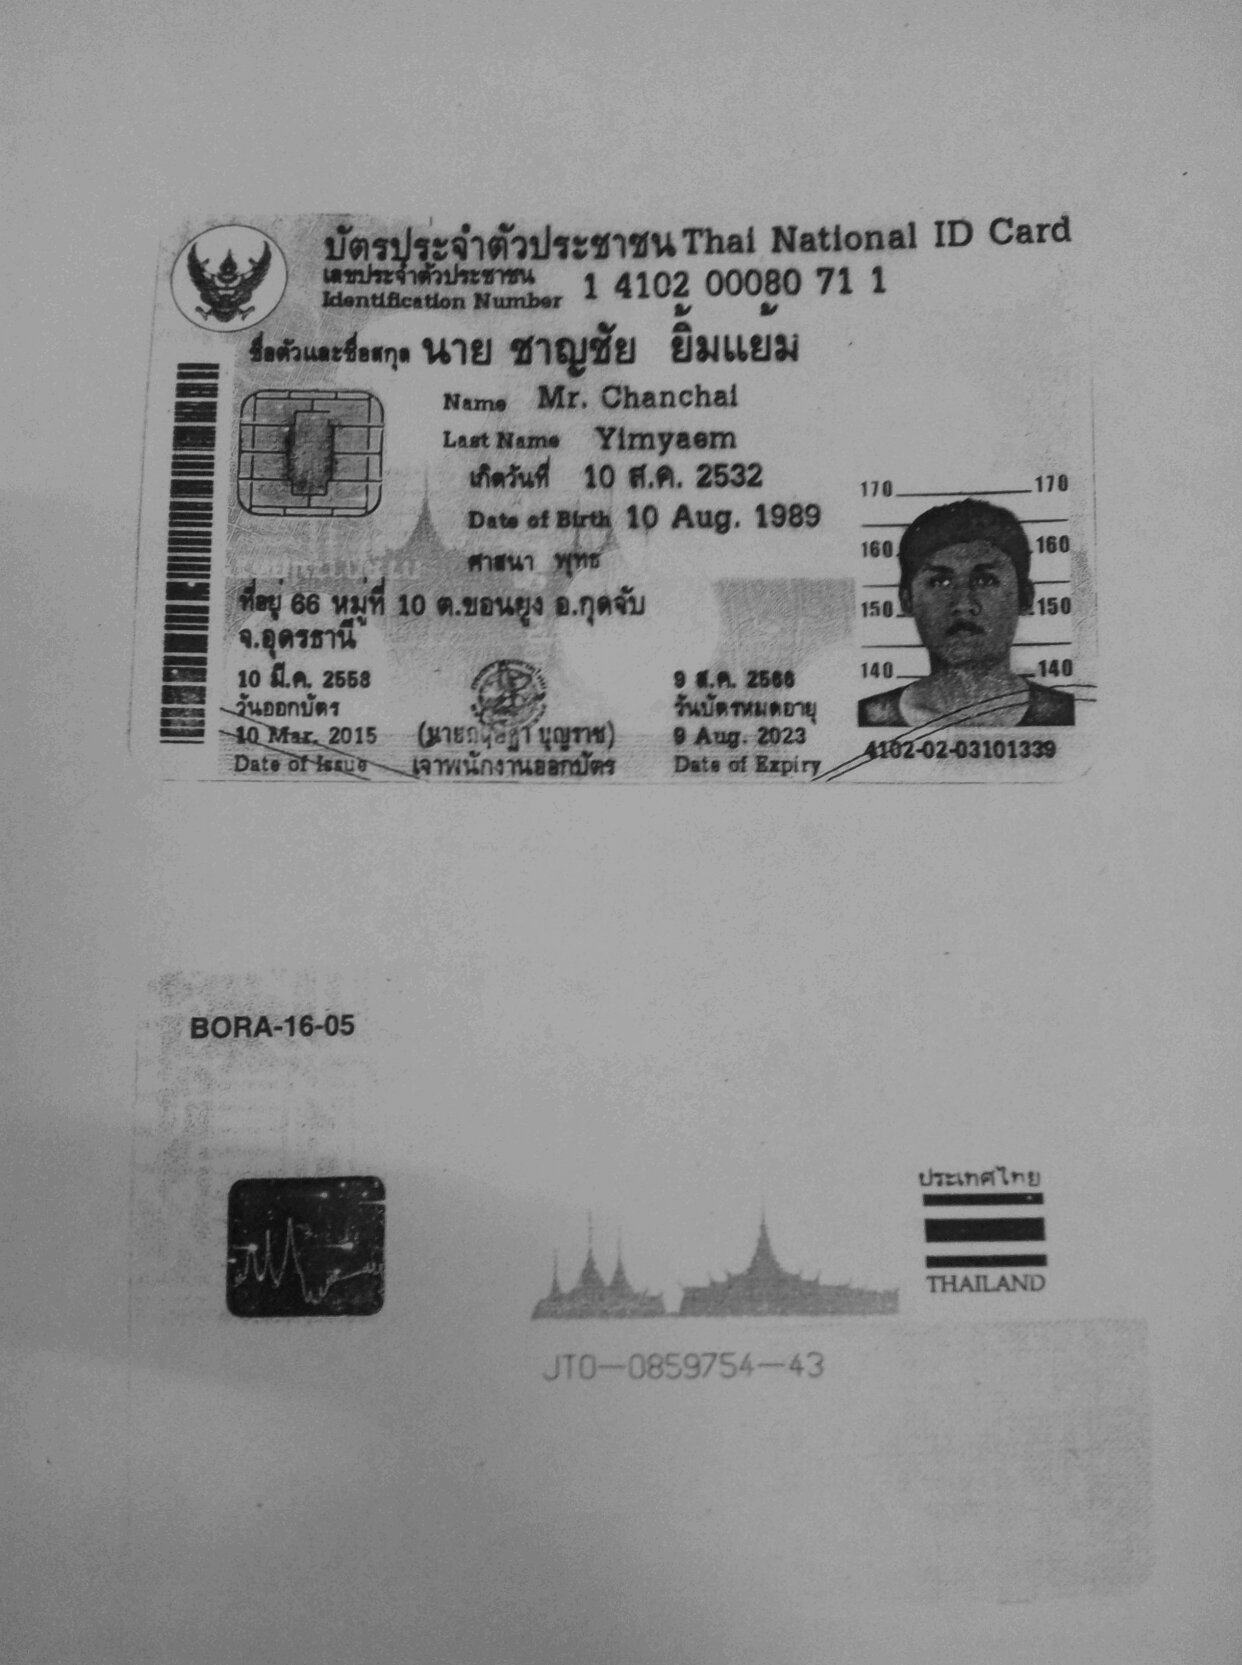 บัตรประจำตัวประชาชน Thai National ID Card
เลขประจำตัวประชาชน
Identification Number 1 4102 00080 71 1
ชื่อตัวและชื่อสกุล นาย ชาญชัย ยิ้มแย้ม
Name Mr. Chanchai
Last Name Yimyaem
เกิดวันที่ 10 ส.ค. 2532
Date of Birth 10 Aug. 1989
ศาสนา พุทธ
ที่อยู่ 66 หมู่ที่ 10 ต.ขอนยูง อ.กุดจับ
จ.อุดรธานี
10 มี.ค. 2558
วันออกบัตร
10 Mar. 2015
Date of Issue
บุญราช)
เจ้าพนักงานออกบัตร
9 ส.ค. 2566
วันบัตรหมดอายุ
9 Aug. 2023
Date of Expiry
170 170
160 160
150 150
140 140
4102-02-03101339
BORA-16-05
ประเทศไทย
THAILAND
JT0-0859754-43